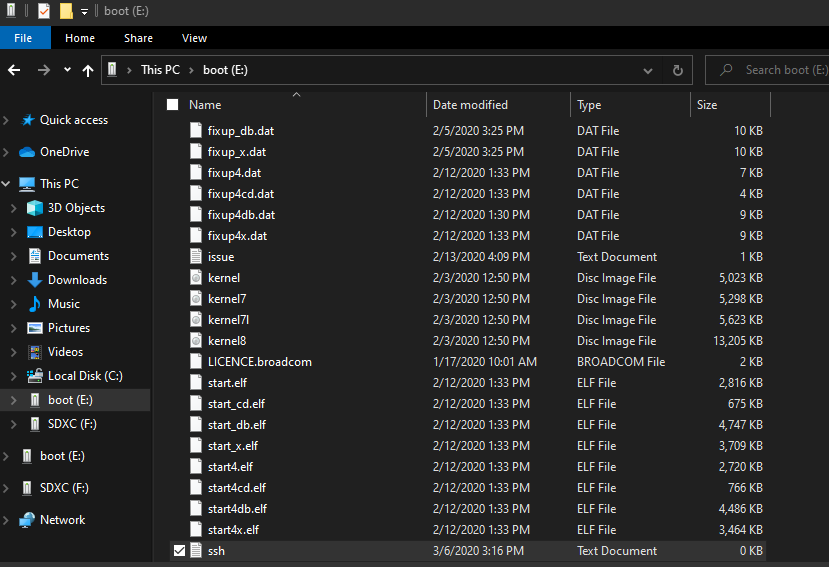 boot (E:)
File Home Share View
This PC boot (E:) Search boot (E:)
Name Date modified Type Size
Quick access
OneDrive
This PC
3D Objects
Desktop
Documents
Downloads
Music
Pictures
Videos
Local Disk (C:)
boot (E:)
SDXC (F:)
boot (E:)
SDXC (F:)
Network
fixup_db.dat 2/5/2020 3:25 PM DAT File 10 KB
fixup_x.dat 2/5/2020 3:25 PM DAT File 10 KB
fixup4.dat 2/12/2020 1:33 PM DAT File 7 KB
fixup4cd.dat 2/12/2020 1:33 PM DAT File 4 KB
fixup4db.dat 2/12/2020 1:30 PM DAT File 9 KB
fixup4x.dat 2/12/2020 1:33 PM DAT File 9 KB
issue 2/13/2020 4:09 PM Text Document 1 KB
kernel 2/3/2020 12:50 PM Disc Image File 5,023 KB
kernel7 2/3/2020 12:50 PM Disc Image File 5,298 KB
kernel7l 2/3/2020 12:50 PM Disc Image File 5,623 KB
kernel8 2/3/2020 12:50 PM Disc Image File 13,205 KB
LICENCE.broadcom 1/17/2020 10:01 AM BROADCOM File 2 KB
start.elf 2/12/2020 1:33 PM ELF File 2,816 KB
start_cd.elf 2/12/2020 1:33 PM ELF File 675 KB
start_db.elf 2/12/2020 1:33 PM ELF File 4,747 KB
start_x.elf 2/12/2020 1:33 PM ELF File 3,709 KB
start4.elf 2/12/2020 1:33 PM ELF File 2,720 KB
start4cd.elf 2/12/2020 1:33 PM ELF File 766 KB
start4db.elf 2/12/2020 1:33 PM ELF File 4,486 KB
start4x.elf 2/12/2020 1:33 PM ELF File 3,464 KB
ssh 3/6/2020 3:16 PM Text Document 0 KB